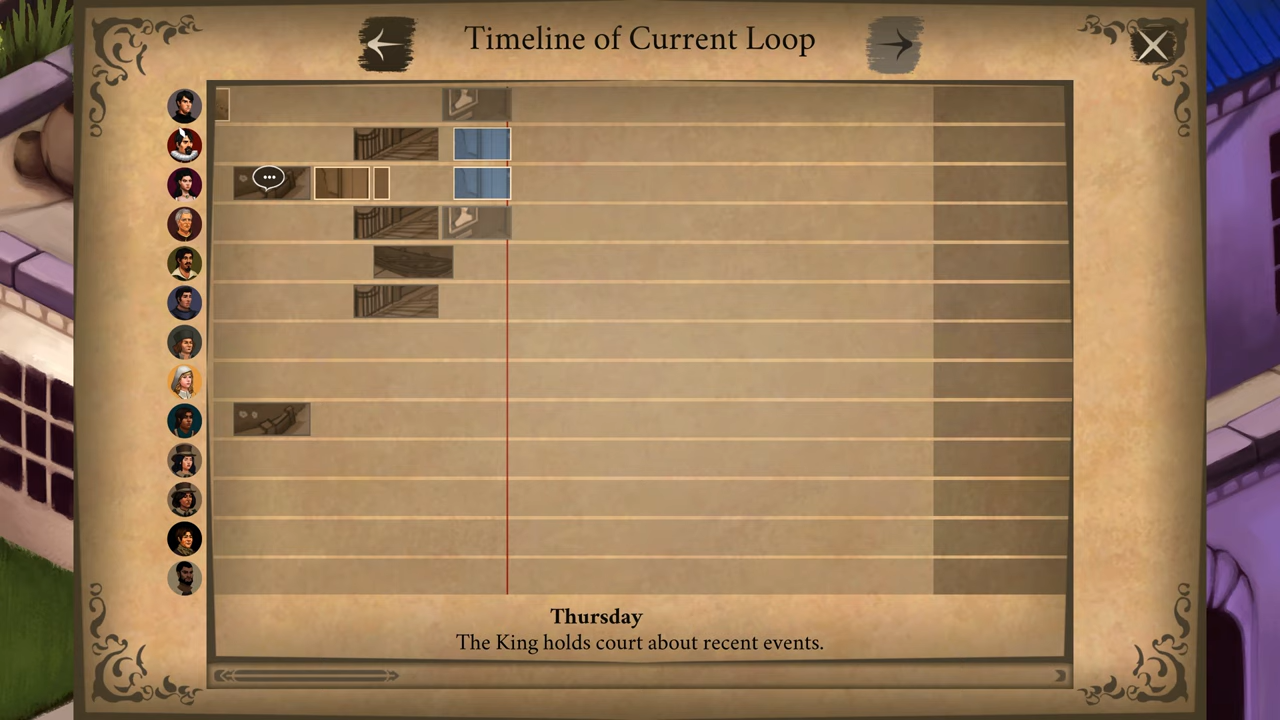 Timeline of Current Loop
Thursday
The King holds court about recent events.